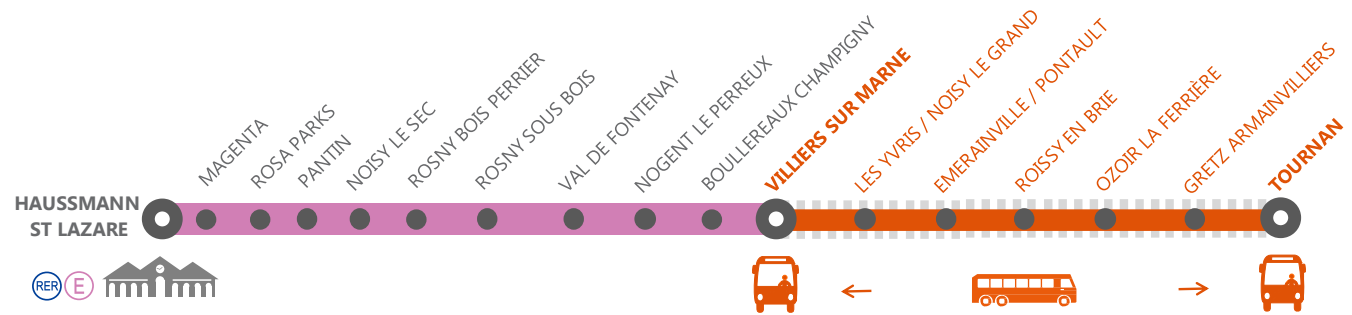 HAUSSMANN
ST LAZARE
MAGENTA
ROSA PARKS
PANTIN
NOISY LE SEC
ROSNY BOIS PERRIER
ROSNY SOUS BOIS
VAL DE FONTENAY
NOGENT LE PERREUX
BOULLEREAUX CHAMPIGNY
VILLIERS SUR MARNE
LES YVRIS / NOISY LE GRAND
EMERAINVILLE / PONTAULT
ROISSY EN BRIE
OZOIR LA FERRIÈRE
GRETZ ARMAINVILLIERS
TOURNAN
RER E